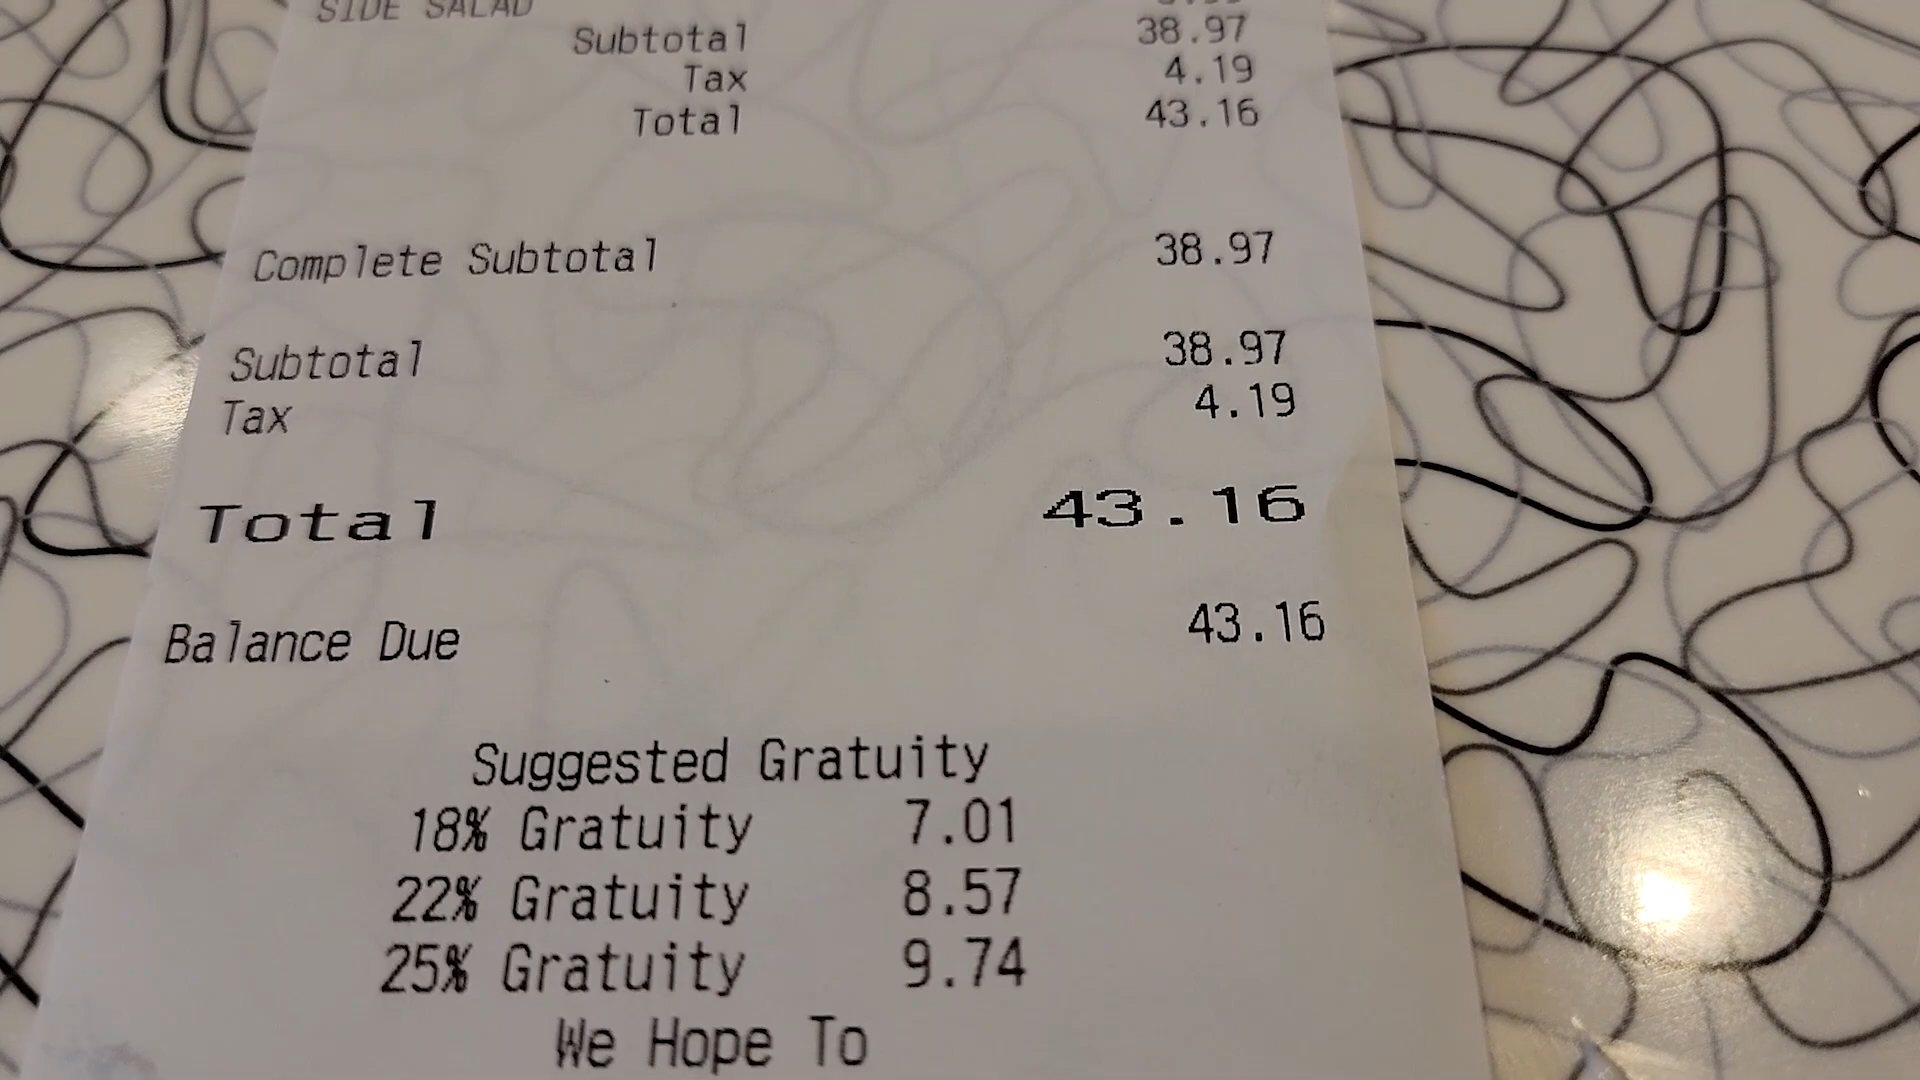 SIDE SALAD
Subtotal 38.97
Tax 4.19
Total 43.16
Complete Subtotal 38.97
Subtotal 38.97
Tax 4.19
Total 43.16
Balance Due 43.16
Suggested Gratuity
18% Gratuity 7.01
22% Gratuity 8.57
25% Gratuity 9.74
We Hope To